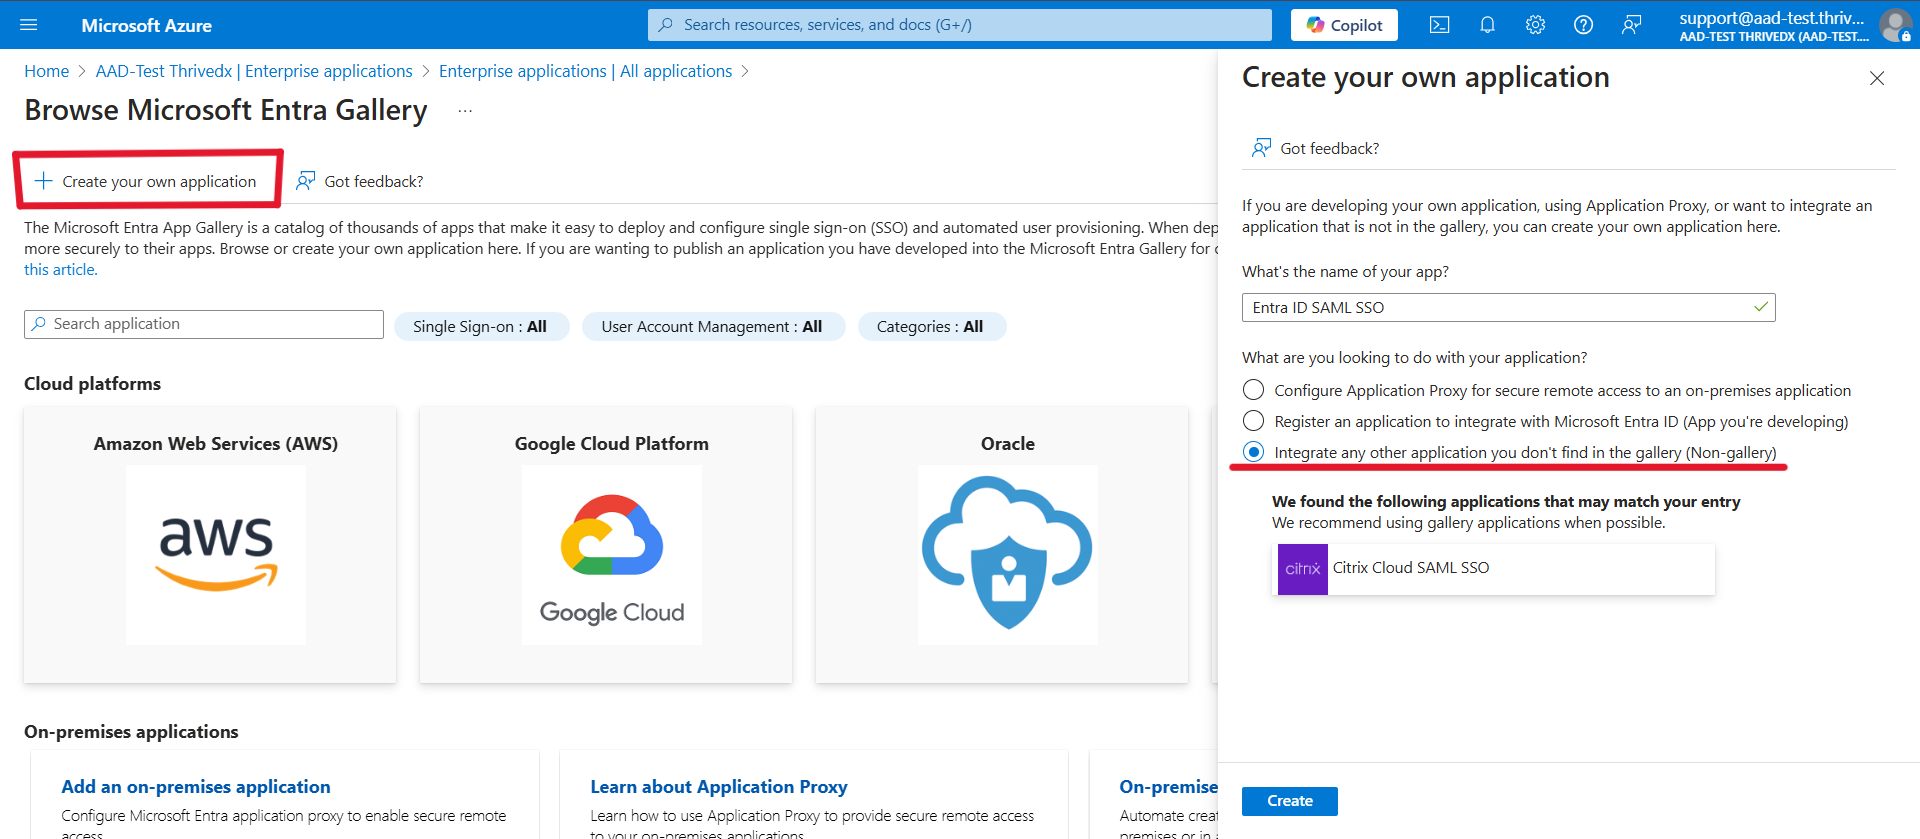 Microsoft Azure
Search resources, services, and docs (G+/)
Copilot
support@aad-test.thriv...
AAD-TEST THRIVEDX (AAD-TEST....
Home > AAD-Test Thrivedx | Enterprise applications > Enterprise applications | All applications >
Browse Microsoft Entra Gallery ...
+ Create your own application
Got feedback?
The Microsoft Entra App Gallery is a catalog of thousands of apps that make it easy to deploy and configure single sign-on (SSO) and automated user provisioning. When dep
more securely to their apps. Browse or create your own application here. If you are wanting to publish an application you have developed into the Microsoft Entra Gallery for
this article.
Search application
Single Sign-on : All
User Account Management : All
Categories : All
Cloud platforms
Amazon Web Services (AWS)
aws
Google Cloud Platform
Google Cloud
Oracle
On-premises applications
Add an on-premises application
Configure Microsoft Entra application proxy to enable secure remote
access.
Learn about Application Proxy
Learn how to use Application Proxy to provide secure remote access
to your on-premises applications.
On-premise
Automate creat
premises or in
Create your own application
Got feedback?
If you are developing your own application, using Application Proxy, or want to integrate an
application that is not in the gallery, you can create your own application here.
What's the name of your app?
Entra ID SAML SSO
What are you looking to do with your application?
Configure Application Proxy for secure remote access to an on-premises application
Register an application to integrate with Microsoft Entra ID (App you're developing)
Integrate any other application you don't find in the gallery (Non-gallery)
We found the following applications that may match your entry
We recommend using gallery applications when possible.
citrix
Citrix Cloud SAML SSO
Create